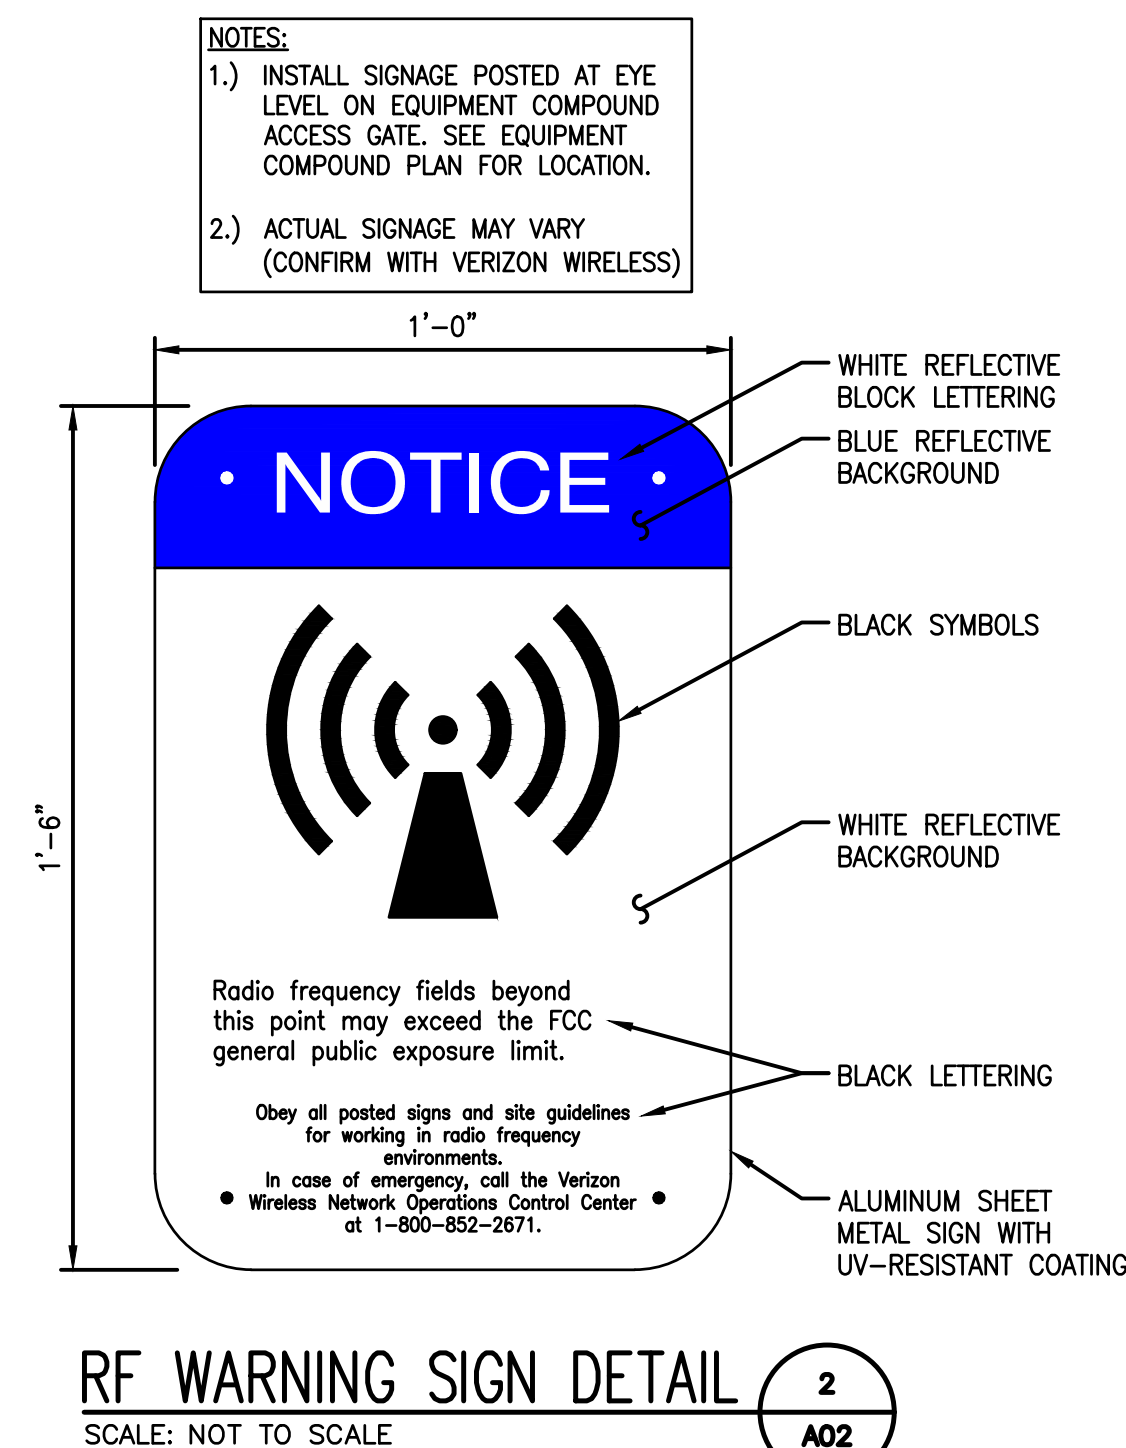 NOTES:
1.) INSTALL SIGNAGE POSTED AT EYE
LEVEL ON EQUIPMENT COMPOUND
ACCESS GATE. SEE EQUIPMENT
COMPOUND PLAN FOR LOCATION.
2.) ACTUAL SIGNAGE MAY VARY
(CONFIRM WITH VERIZON WIRELESS)
1'-0"
WHITE REFLECTIVE
BLOCK LETTERING
BLUE REFLECTIVE
BACKGROUND
NOTICE
BLACK SYMBOLS
1'-6"
WHITE REFLECTIVE
BACKGROUND
Radio frequency fields beyond
this point may exceed the FCC
general public exposure limit.
BLACK LETTERING
Obey all posted signs and site guidelines
for working in radio frequency
environments.
In case of emergency, call the Verizon
Wireless Network Operations Control Center
at 1-800-852-2671.
ALUMINUM SHEET
METAL SIGN WITH
UV-RESISTANT COATING
RF WARNING SIGN DETAIL
2
SCALE: NOT TO SCALE
A02